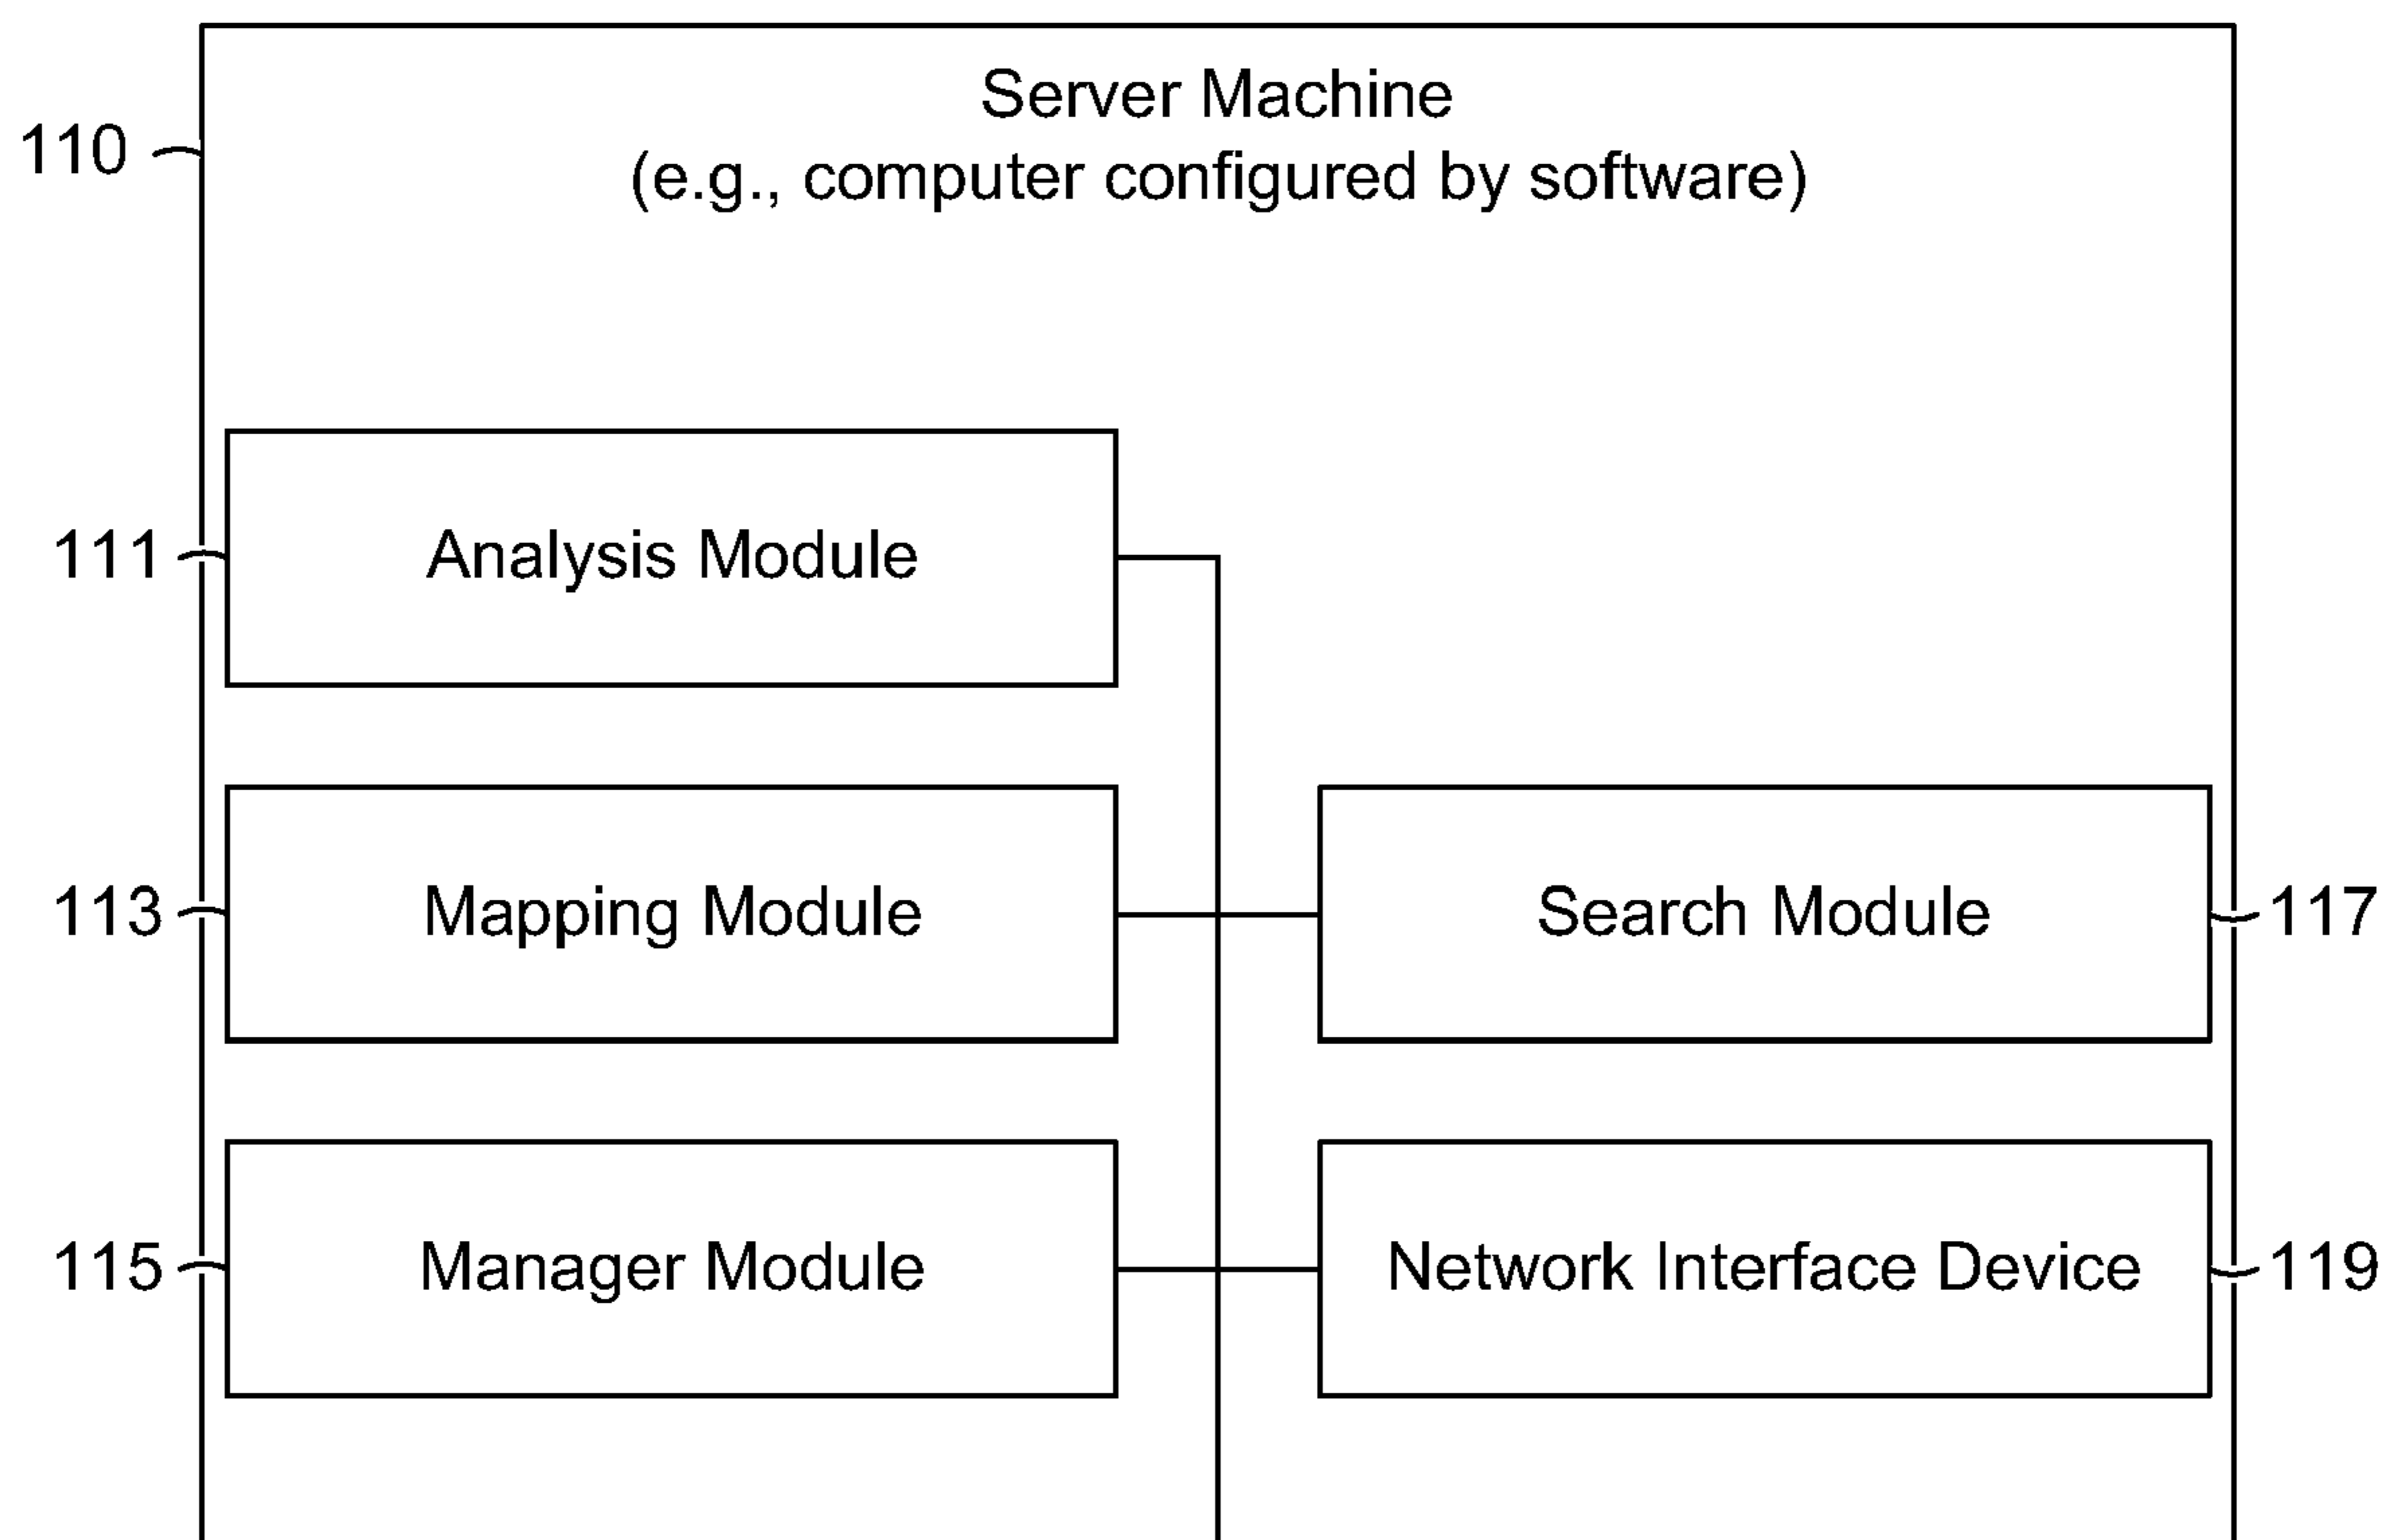 Server Machine
(e.g., computer configured by software)
110
111
Analysis Module
113
Mapping Module
Search Module
117
115
Manager Module
Network Interface Device
119